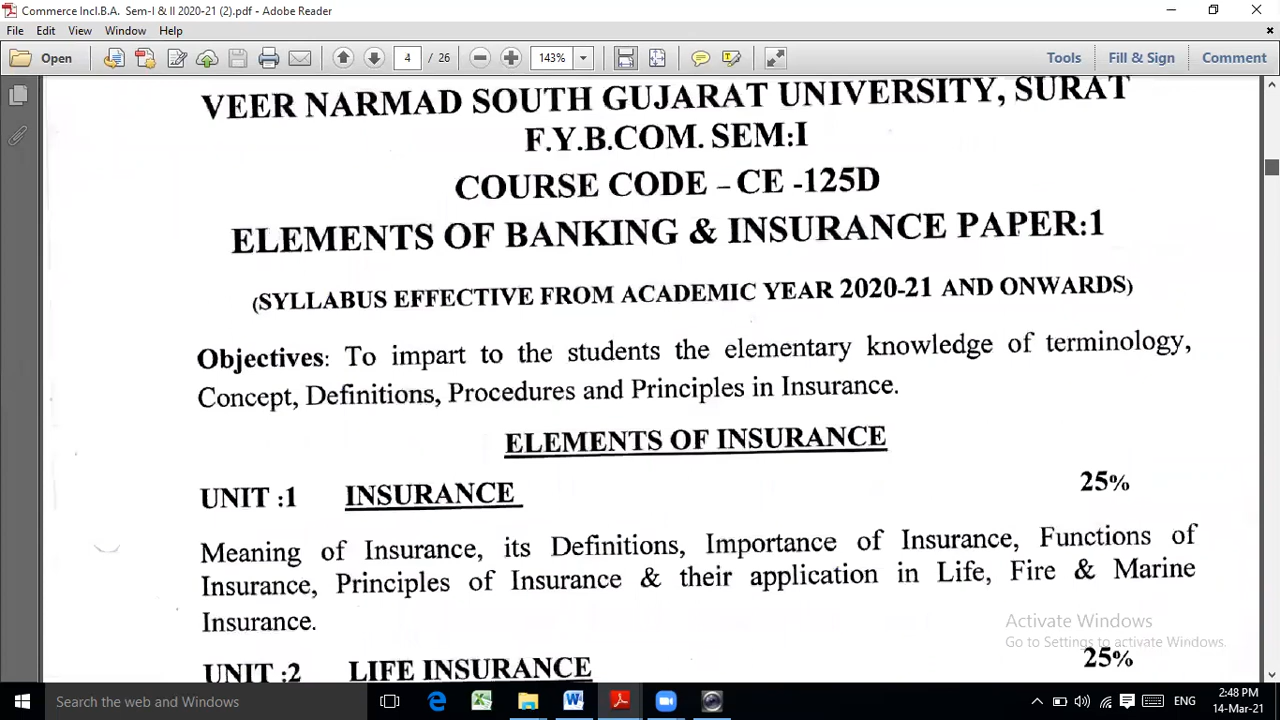 Commerce Incl.B.A. Sem-I & II 2020-21 (2).pdf - Adobe Reader
File Edit View Window Help
Open 4 / 26 143% Tools Fill & Sign Comment
VEER NARMAD SOUTH GUJARAT UNIVERSITY, SURAT
F.Y.B.COM. SEM:I
COURSE CODE – CE -125D
ELEMENTS OF BANKING & INSURANCE PAPER:1
(SYLLABUS EFFECTIVE FROM ACADEMIC YEAR 2020-21 AND ONWARDS)
Objectives: To impart to the students the elementary knowledge of terminology,
Concept, Definitions, Procedures and Principles in Insurance.
ELEMENTS OF INSURANCE
UNIT :1 INSURANCE 25%
Meaning of Insurance, its Definitions, Importance of Insurance, Functions of
Insurance, Principles of Insurance & their application in Life, Fire & Marine
Insurance.
Activate Windows
Go to Settings to activate Windows.
UNIT :2 LIFE INSURANCE 25%
Search the web and Windows
ENG
2:48 PM
14-Mar-21